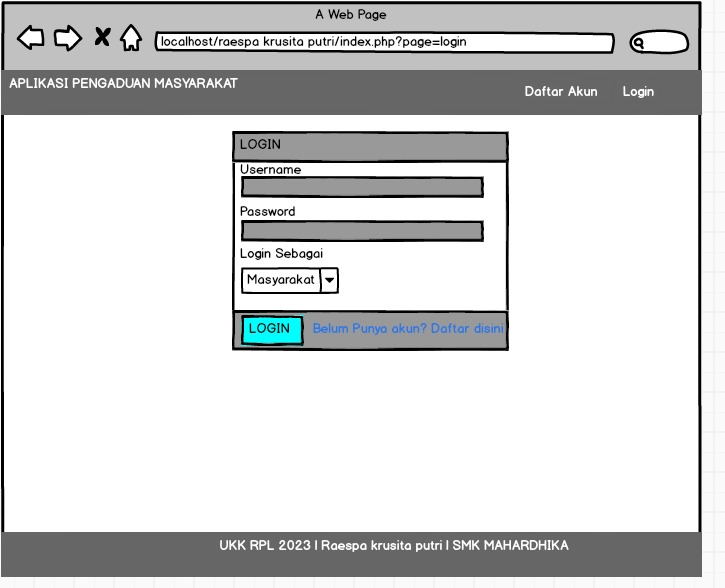 A Web Page
localhost/raespa krusita putri/index.php?page=login
APLIKASI PENGADUAN MASYARAKAT
Daftar Akun Login
LOGIN
Username
Password
Login Sebagai
Masyarakat
LOGIN Belum Punya akun? Daftar disini
UKK RPL 2023 | Raespa krusita putri | SMK MAHARDHIKA